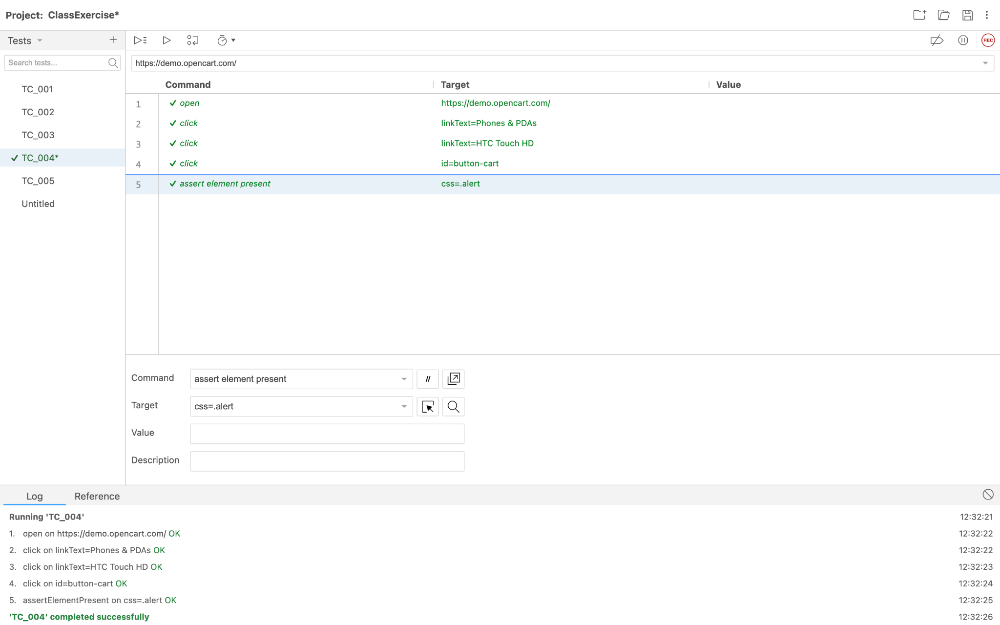 Project: ClassExercise*
Tests
REC
Search tests...
https://demo.opencart.com/
Command Target Value
TC_001
TC_002
TC_003
TC_004*
TC_005
Untitled
1 open https://demo.opencart.com/
2 click linkText=Phones & PDAs
3 click linkText=HTC Touch HD
4 click id=button-cart
5 assert element present css=.alert
Command assert element present //
Target css=.alert
Value
Description
Log Reference
Running 'TC_004' 12:32:21
1. open on https://demo.opencart.com/ OK 12:32:22
2. click on linkText=Phones & PDAs OK 12:32:22
3. click on linkText=HTC Touch HD OK 12:32:23
4. click on id=button-cart OK 12:32:24
5. assertElementPresent on css=.alert OK 12:32:25
'TC_004' completed successfully 12:32:26